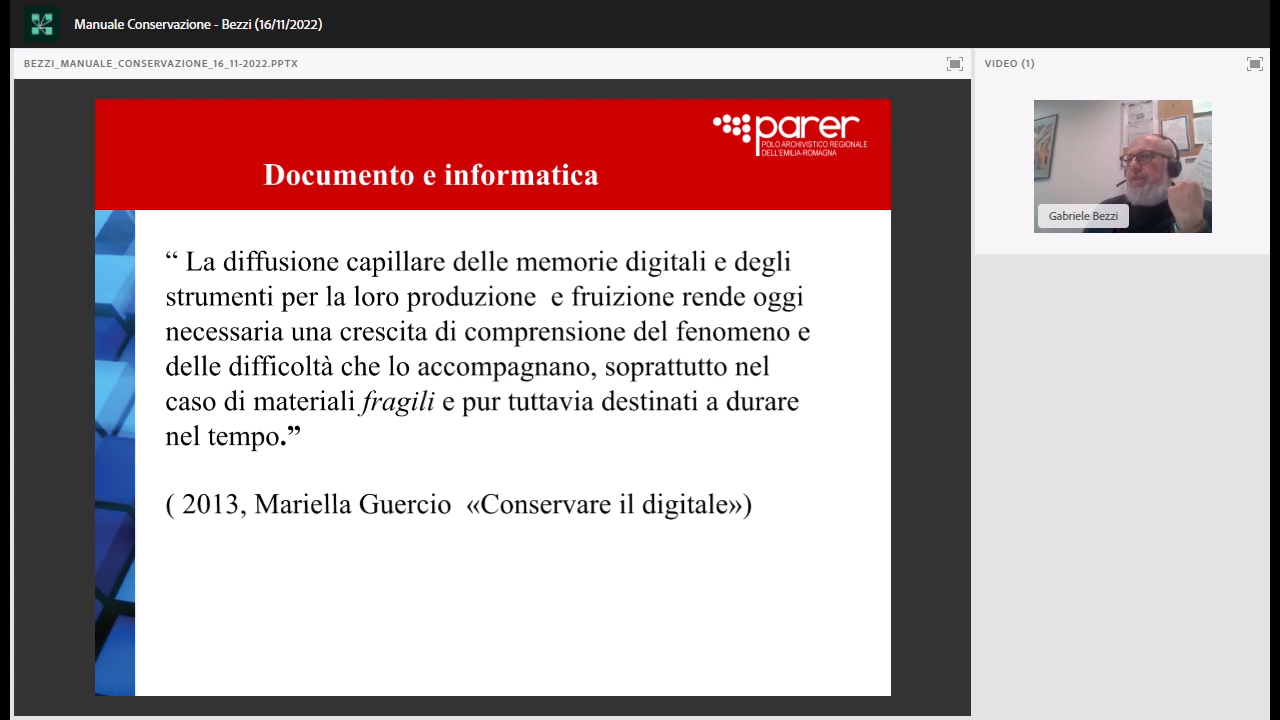 Manuale Conservazione - Bezzi (16/11/2022)
BEZZI_MANUALE_CONSERVAZIONE_16_11-2022.PPTX
VIDEO (1)
parer
POLO ARCHIVISTICO REGIONALE
DELL'EMILIA-ROMAGNA
Documento e informatica
“ La diffusione capillare delle memorie digitali e degli
strumenti per la loro produzione e fruizione rende oggi
necessaria una crescita di comprensione del fenomeno e
delle difficoltà che lo accompagnano, soprattutto nel
caso di materiali fragili e pur tuttavia destinati a durare
nel tempo.”
( 2013, Mariella Guercio «Conservare il digitale»)
Gabriele Bezzi